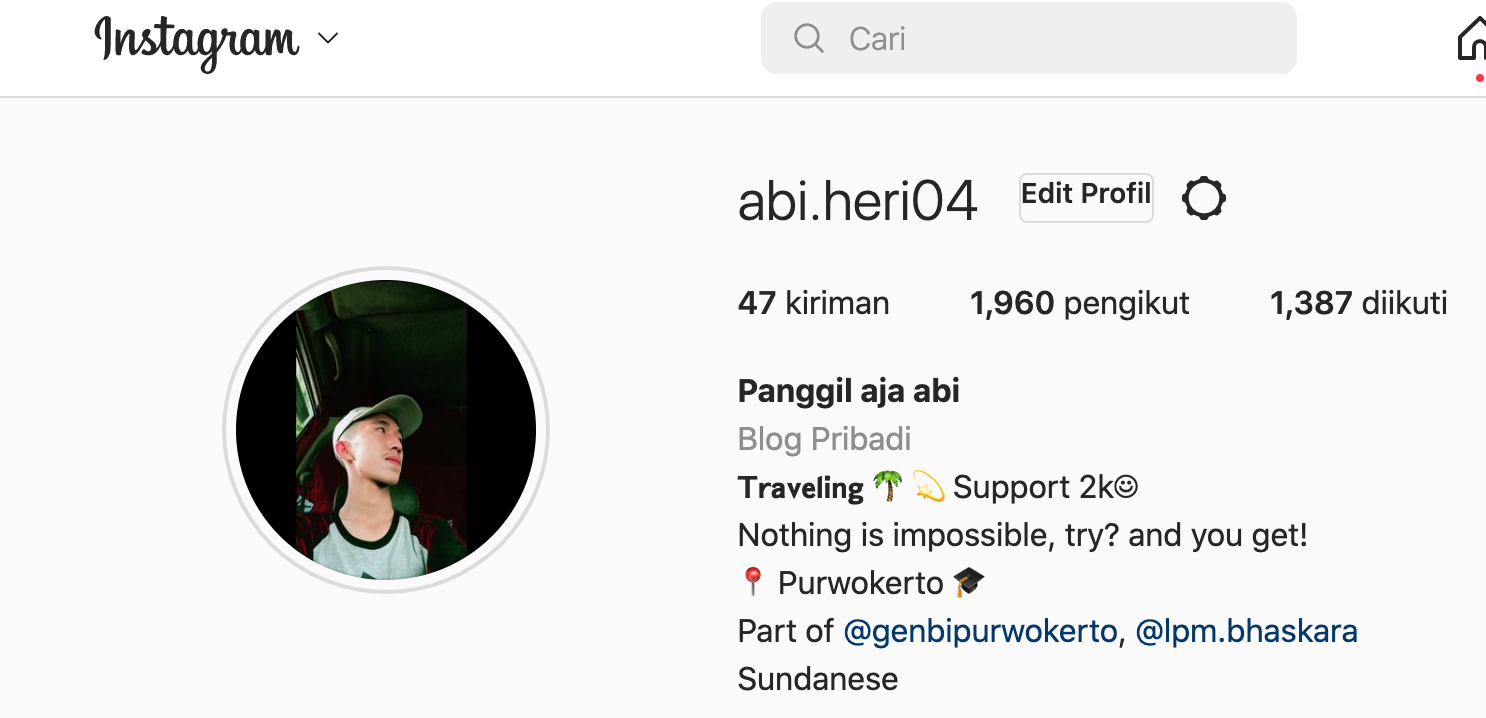 Instagram
Cari
abi.heri04 Edit Profil
47 kiriman 1,960 pengikut 1,387 diikuti
Panggil aja abi
Blog Pribadi
Traveling 🌴 💫 Support 2k☺
Nothing is impossible, try? and you get!
📍 Purwokerto 🎓
Part of @genbipurwokerto, @lpm.bhaskara
Sundanese